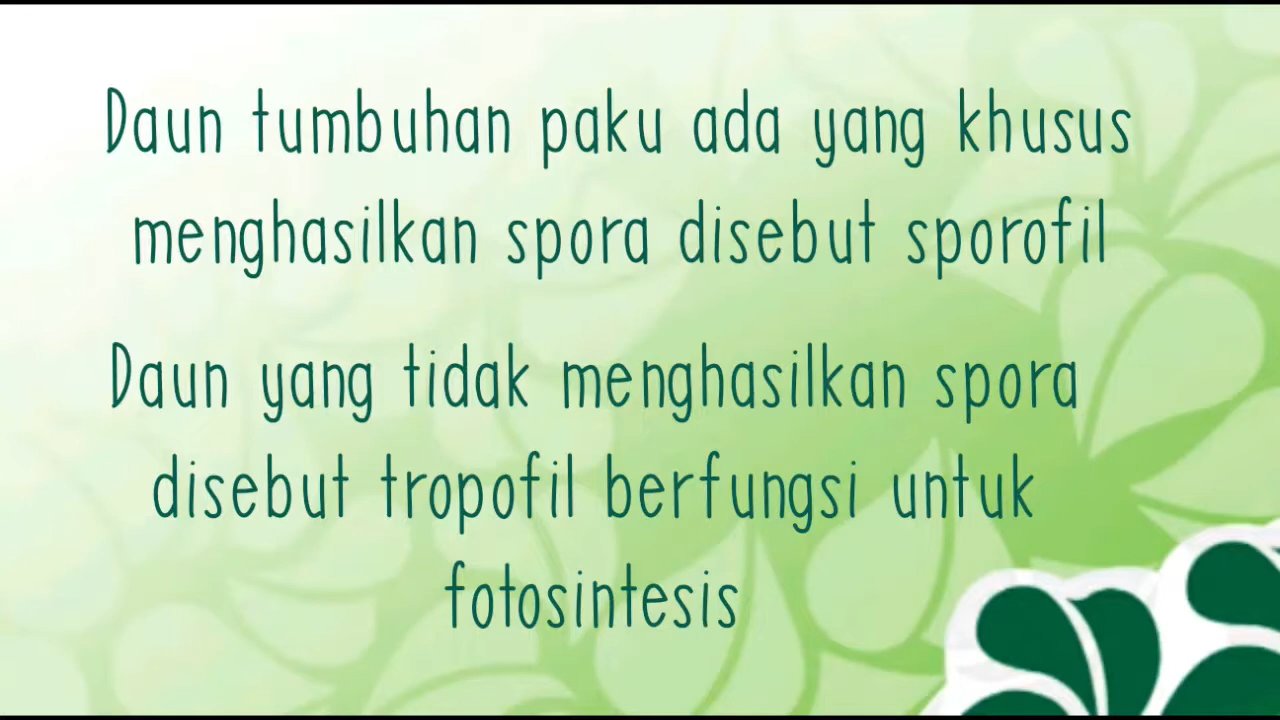 Daun tumbuhan paku ada yang khusus
menghasilkan spora disebut sporofil
Daun yang tidak menghasilkan spora
disebut tropofil berfungsi untuk
fotosintesis